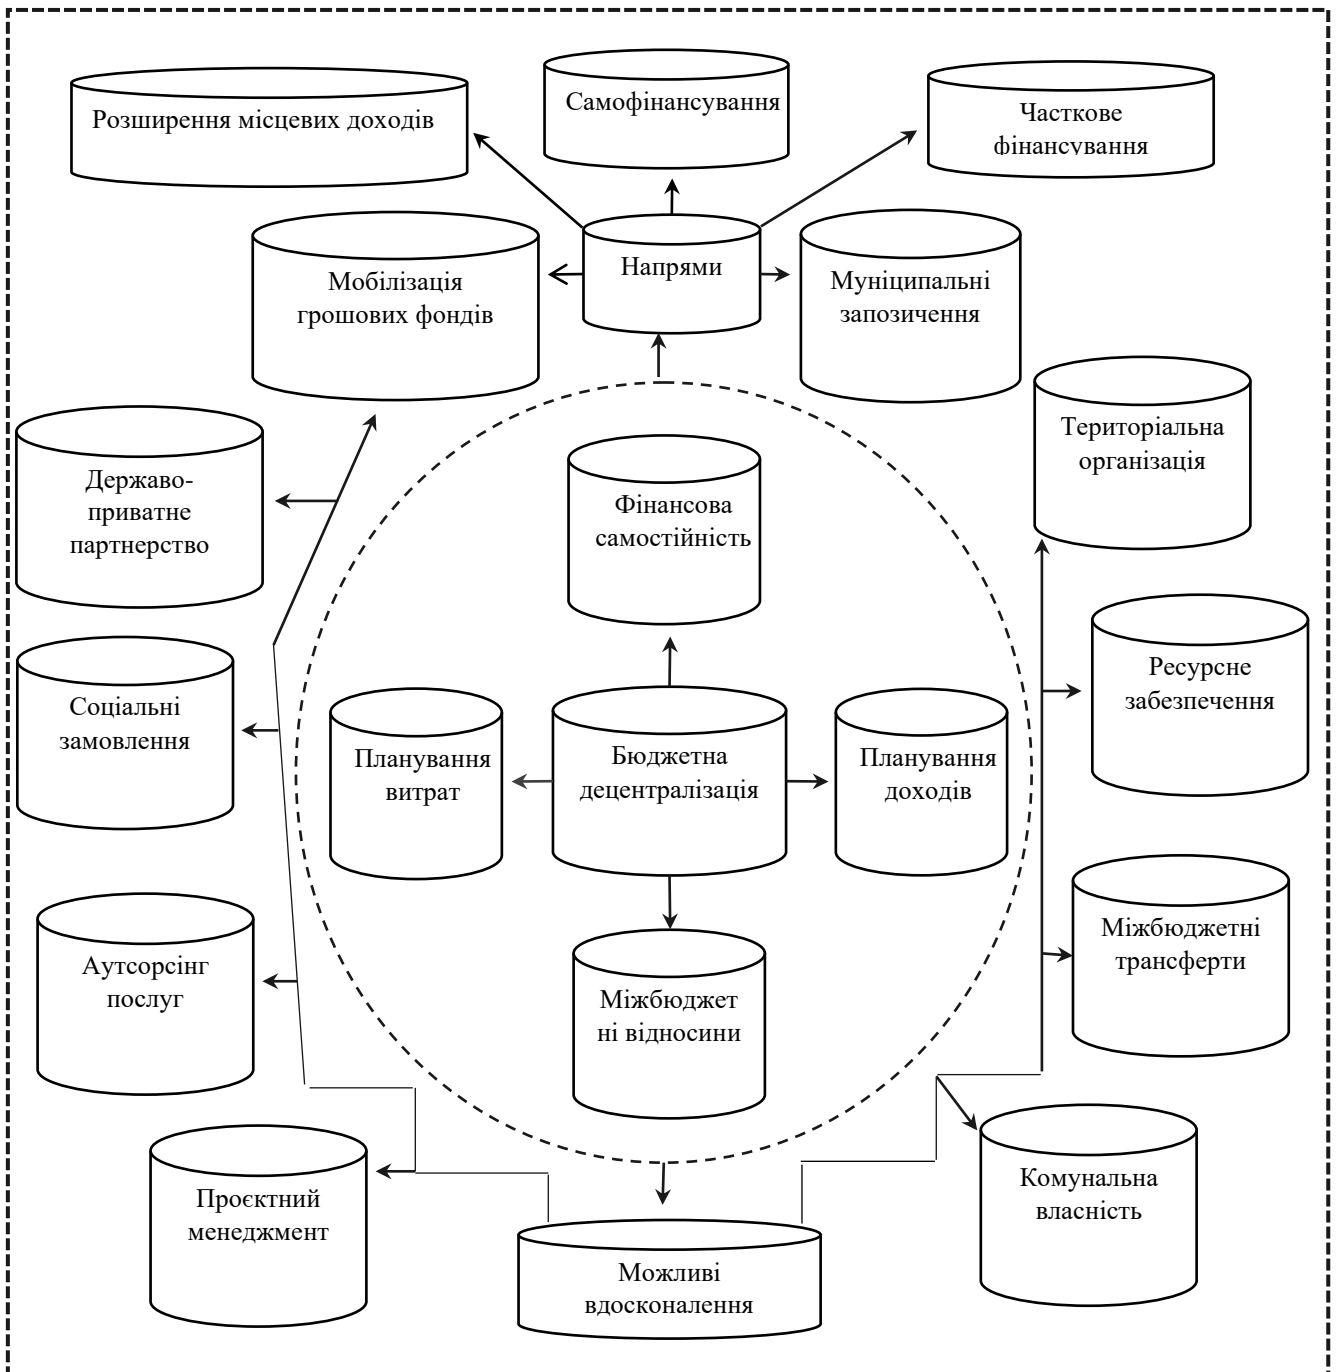 Розширення місцевих доходів
Самофінансування
Часткове
фінансування
Мобілізація
грошових фондів
Напрями
Муніципальні
запозичення
Територіальна
організація
Державо-
приватне
партнерство
Фінансова
самостійність
Ресурсне
забезпечення
Соціальні
замовлення
Планування
витрат
Бюджетна
децентралізація
Планування
доходів
Міжбюджетні
трансферти
Аутсорсінг
послуг
Міжбюджет
ні відносини
Комунальна
власність
Проєктний
менеджмент
Можливі
вдосконалення